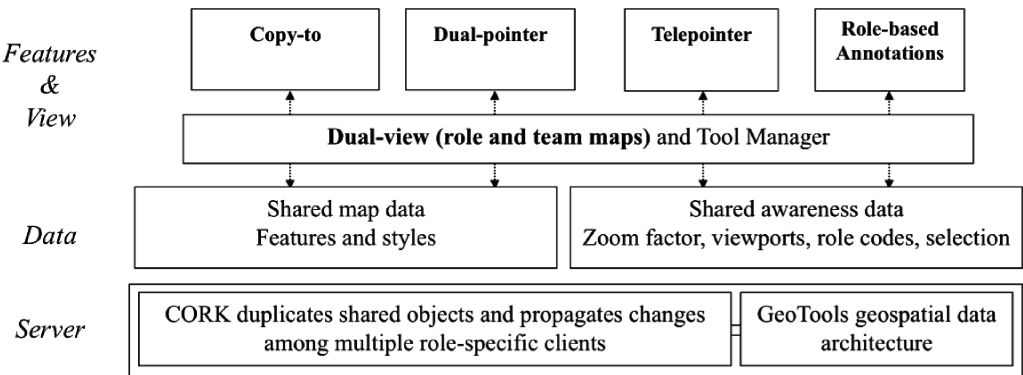 Features
&
View
Copy-to
Dual-pointer
Telepointer
Role-based
Annotations
Dual-view (role and team maps) and Tool Manager
Data
Shared map data
Features and styles
Shared awareness data
Zoom factor, viewports, role codes, selection
Server
CORK duplicates shared objects and propagates changes
among multiple role-specific clients
GeoTools geospatial data
architecture